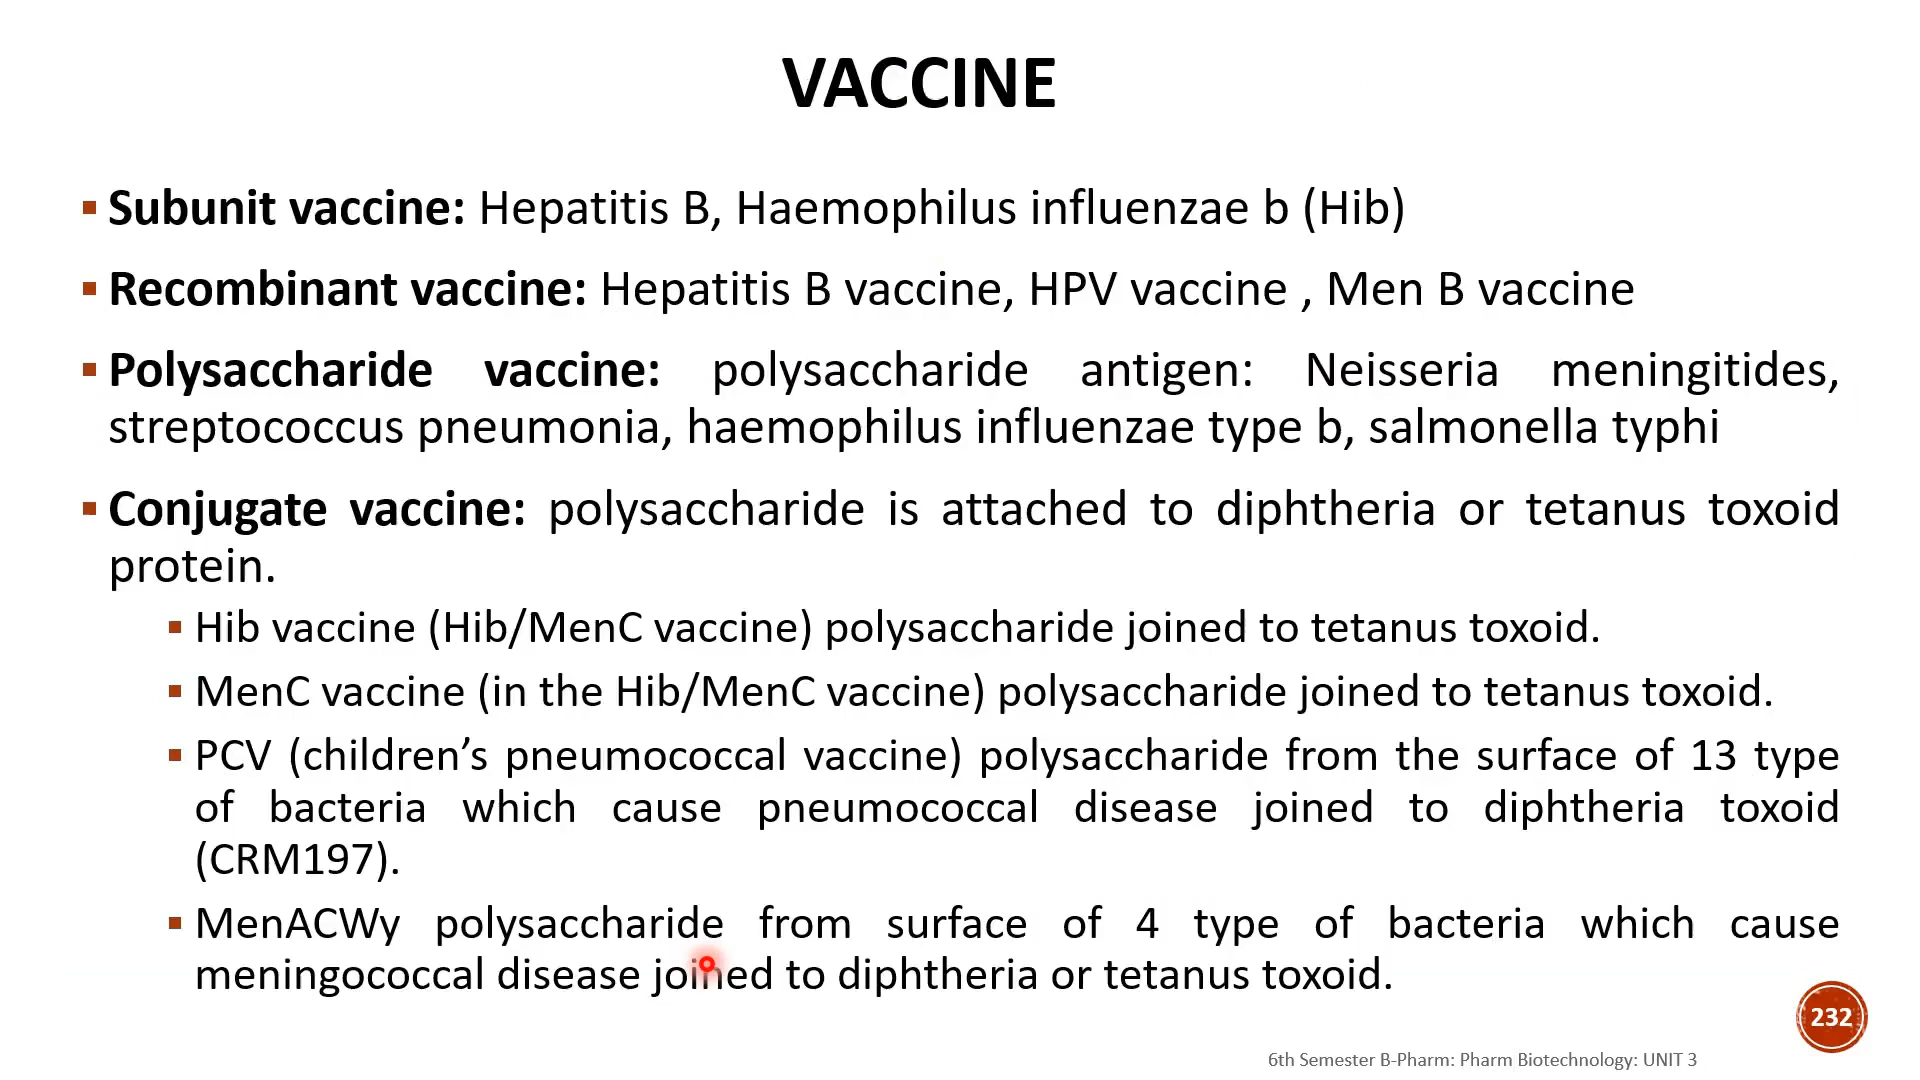 VACCINE
Subunit vaccine: Hepatitis B, Haemophilus influenzae b (Hib)
Recombinant vaccine: Hepatitis B vaccine, HPV vaccine , Men B vaccine
Polysaccharide vaccine: polysaccharide antigen: Neisseria meningitides,
streptococcus pneumonia, haemophilus influenzae type b, salmonella typhi
Conjugate vaccine: polysaccharide is attached to diphtheria or tetanus toxoid
protein.
Hib vaccine (Hib/MenC vaccine) polysaccharide joined to tetanus toxoid.
MenC vaccine (in the Hib/MenC vaccine) polysaccharide joined to tetanus toxoid.
PCV (children’s pneumococcal vaccine) polysaccharide from the surface of 13 type
of bacteria which cause pneumococcal disease joined to diphtheria toxoid
(CRM197).
MenACWy polysaccharide from surface of 4 type of bacteria which cause
meningococcal disease joined to diphtheria or tetanus toxoid.
232
6th Semester B-Pharm: Pharm Biotechnology: UNIT 3